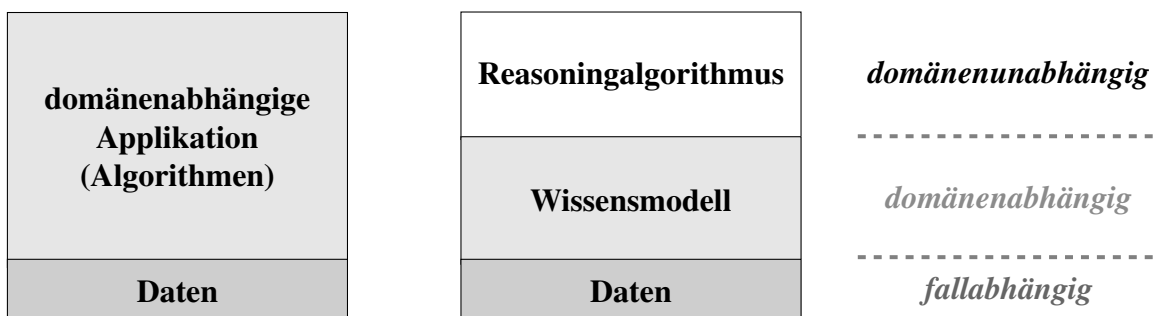 domänenabhängige
Applikation
(Algorithmen)
Daten
Reasoningalgorithmus
Wissensmodell
Daten
domänenunabhängig
domänenabhängig
fallabhängig